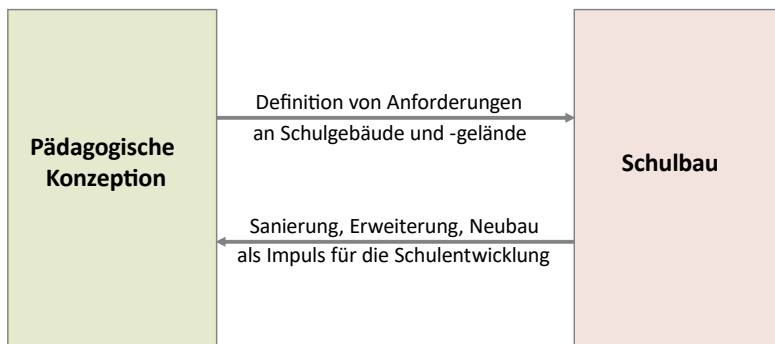 Pädagogische
Konzeption
Definition von Anforderungen
an Schulgebäude und -gelände
Sanierung, Erweiterung, Neubau
als Impuls für die Schulentwicklung
Schulbau